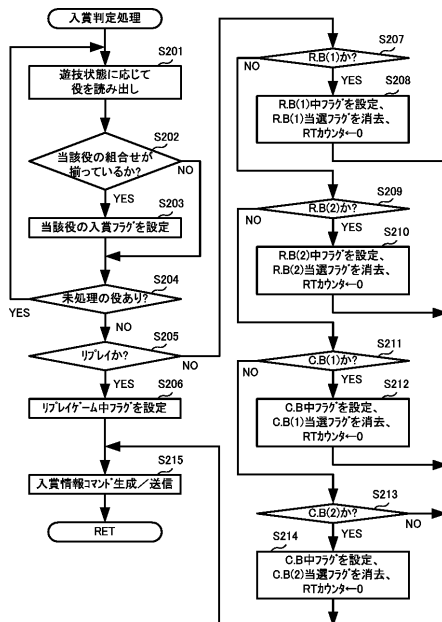 入賞判定処理
S201
遊技状態に応じて
役を読み出し
S202
当該役の組合せが
揃っているか?
NO
YES
S203
当該役の入賞フラグを設定
S204
未処理の役あり?
YES
NO
S205
リプレイか?
NO
YES
S206
リプレイゲーム中フラグを設定
S215
入賞情報コマンド生成/送信
RET
S207
R.B(1)か?
NO
YES
S208
R.B(1)中フラグを設定、
R.B(1)当選フラグを消去、
RTカウンタ←0
S209
R.B(2)か?
NO
YES
S210
R.B(2)中フラグを設定、
R.B(2)当選フラグを消去、
RTカウンタ←0
S211
C.B(1)か?
NO
YES
S212
C.B中フラグを設定、
C.B(1)当選フラグを消去、
RTカウンタ←0
S213
C.B(2)か?
NO
YES
S214
C.B中フラグを設定、
C.B(2)当選フラグを消去、
RTカウンタ←0